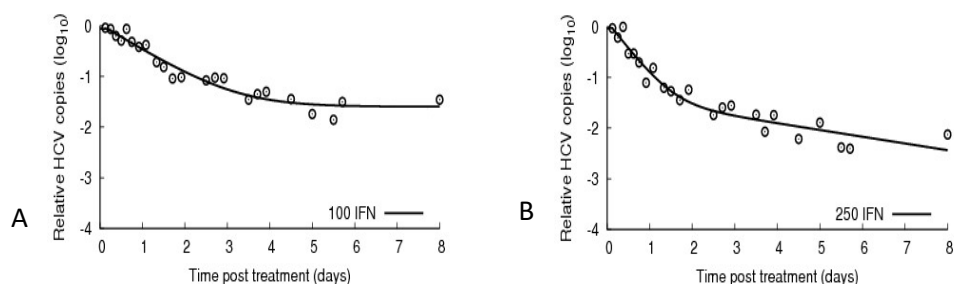 A
Relative HCV copies (log10)
0
-1
-2
-3
-4
100 IFN
0 1 2 3 4 5 6 7 8
Time post treatment (days)
B
Relative HCV copies (log10)
0
-1
-2
-3
-4
250 IFN
0 1 2 3 4 5 6 7 8
Time post treatment (days)